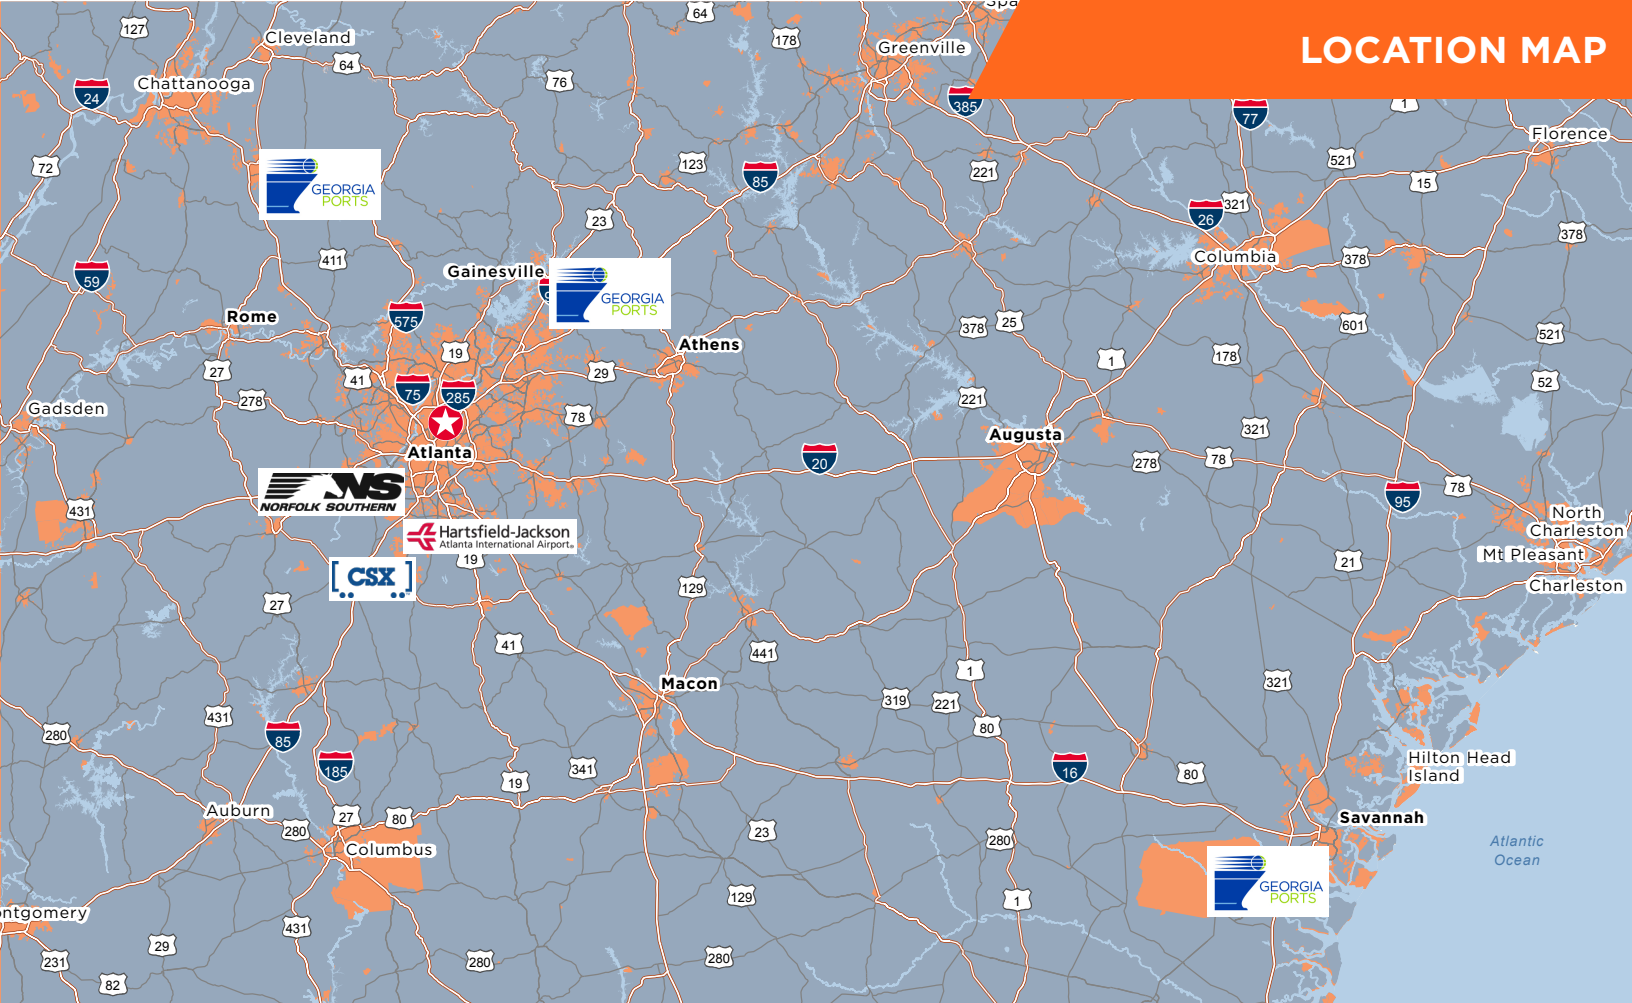 LOCATION MAP
Spa
64
127
Cleveland
178
Greenville
64
Chattanooga
76
24
385
1
77
Florence
72
123
85
221
521
15
GEORGIA
PORTS
321
26
23
378
411
Columbia
378
59
Gainesville
GEORGIA
PORTS
575
Rome
378
25
601
521
Athens
19
178
1
27
41
29
52
75
285
278
221
Gadsden
78
321
Augusta
Atlanta
20
278
78
NS
NORFOLK SOUTHERN
95
78
431
North
Charleston
Hartsfield-Jackson
Atlanta International Airport
Mt Pleasant
19
21
CSX
129
Charleston
27
41
441
1
Macon
321
319
221
431
280
85
80
Hilton Head
Island
185
341
16
80
19
Auburn
27
80
Savannah
280
23
280
Atlantic
Ocean
Columbus
GEORGIA
PORTS
129
1
ontgomery
431
29
231
280
280
82